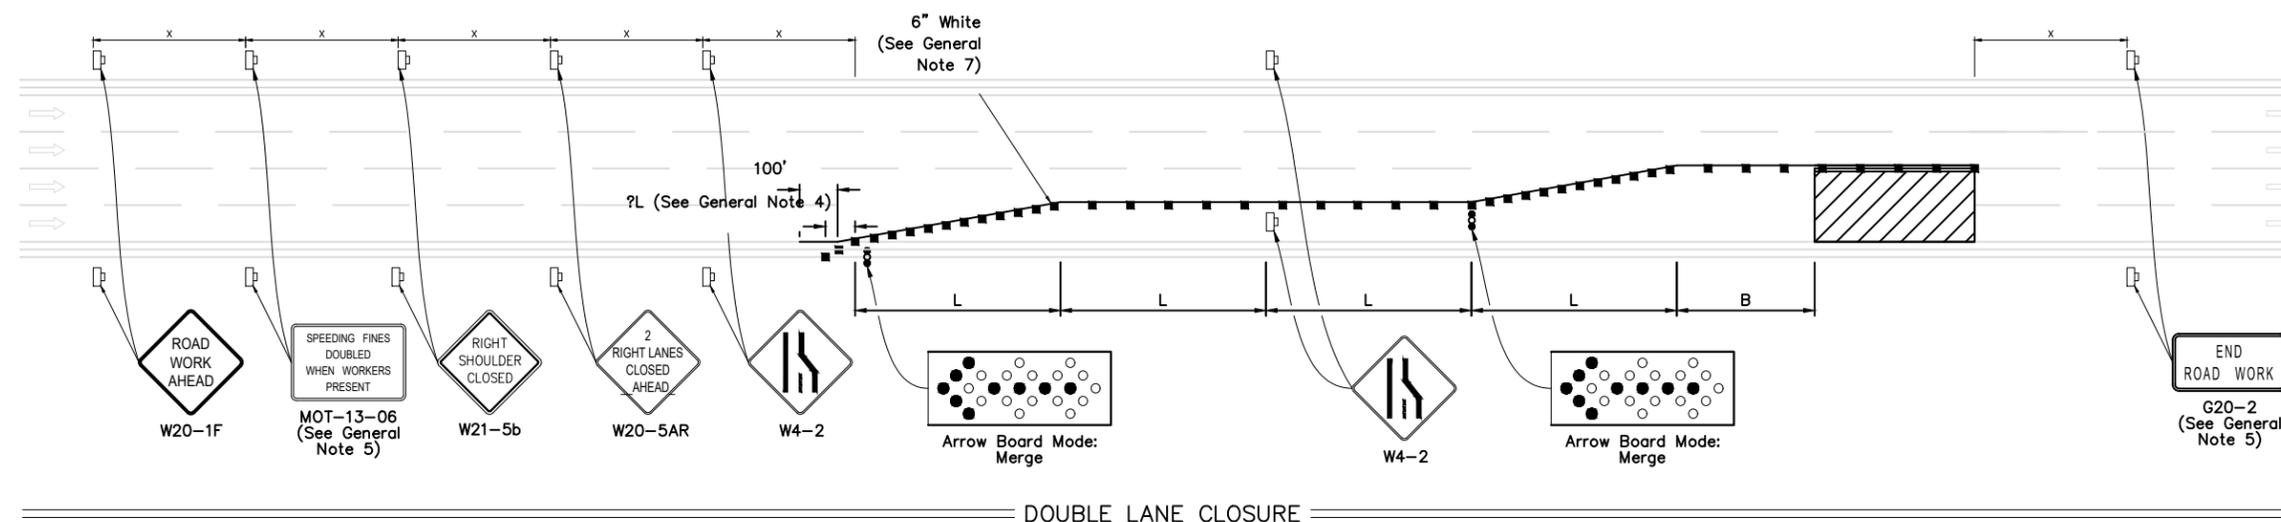 X
X
X
X
X
6" White
(See General
Note 7)
X
100'
?L (See General Note 4)
L
L
L
L
B
ROAD
WORK
AHEAD
W20-1F
SPEEDING FINES
DOUBLED
WHEN WORKERS
PRESENT
MOT-13-06
(See General
Note 5)
RIGHT
SHOULDER
CLOSED
W21-5b
2
RIGHT LANES
CLOSED
AHEAD
W20-5AR
W4-2
Arrow Board Mode:
Merge
W4-2
Arrow Board Mode:
Merge
END
ROAD WORK
G20-2
(See General
Note 5)
DOUBLE LANE CLOSURE